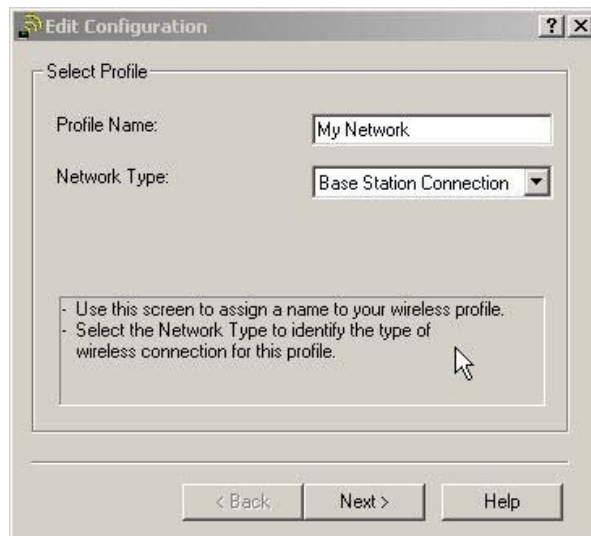 Edit Configuration
Select Profile
Profile Name:
My Network
Network Type:
Base Station Connection
- Use this screen to assign a name to your wireless profile.
- Select the Network Type to identify the type of
wireless connection for this profile.
< Back
Next >
Help